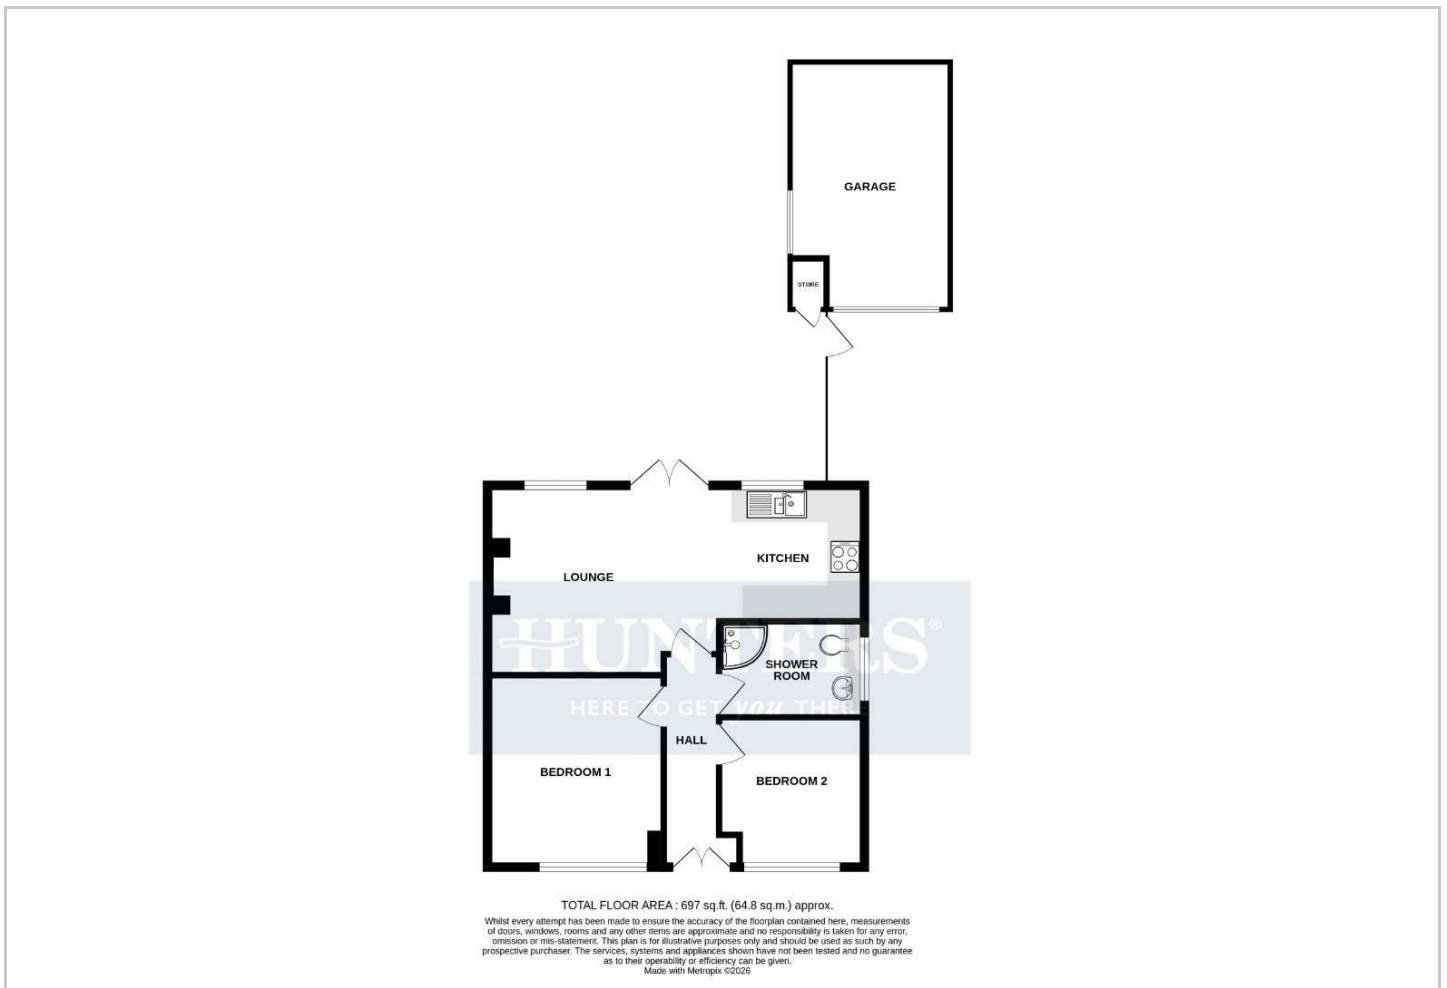 GARAGE
STORE
KITCHEN
LOUNGE
HUNTERS®
SHOWER
ROOM
HERE TO GET you THERE
HALL
BEDROOM 1
BEDROOM 2
TOTAL FLOOR AREA : 697 sq.ft. (64.8 sq.m.) approx.
Whilst every attempt has been made to ensure the accuracy of the floorplan contained here, measurements
of doors, windows, rooms and any other items are approximate and no responsibility is taken for any error,
omission or mis-statement. This plan is for illustrative purposes only and should be used as such by any
prospective purchaser. The services, systems and appliances shown have not been tested and no guarantee
as to their operability or efficiency can be given.
Made with Metropix ©2026